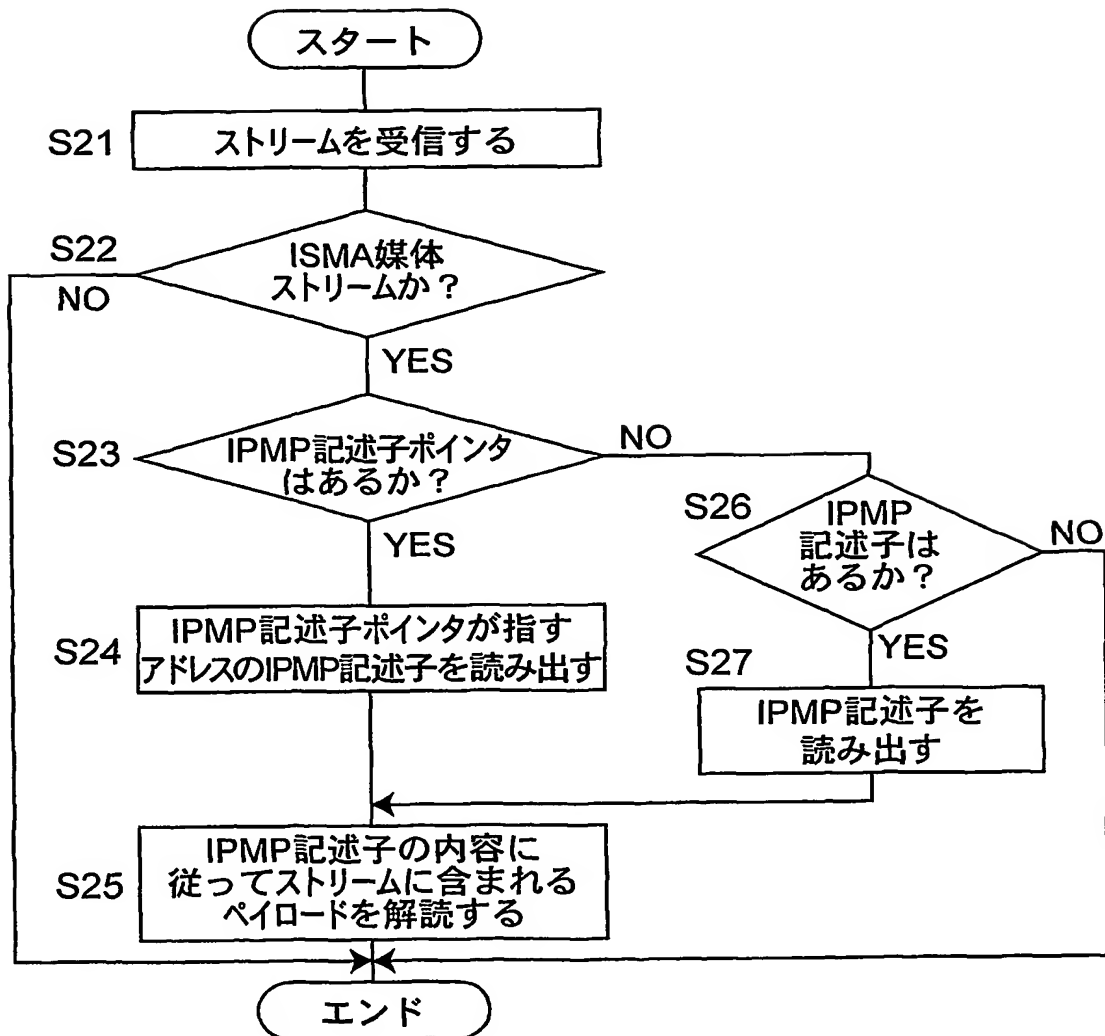 スタート
S21
ストリームを受信する
S22
ISMA媒体
ストリームか？
NO
YES
S23
IPMP記述子ポインタ
はあるか？
NO
YES
S26
IPMP
記述子は
あるか？
NO
YES
S24
IPMP記述子ポインタが指す
アドレスのIPMP記述子を読み出す
S27
IPMP記述子を
読み出す
S25
IPMP記述子の内容に
従ってストリームに含まれる
ペイロードを解読する
エンド